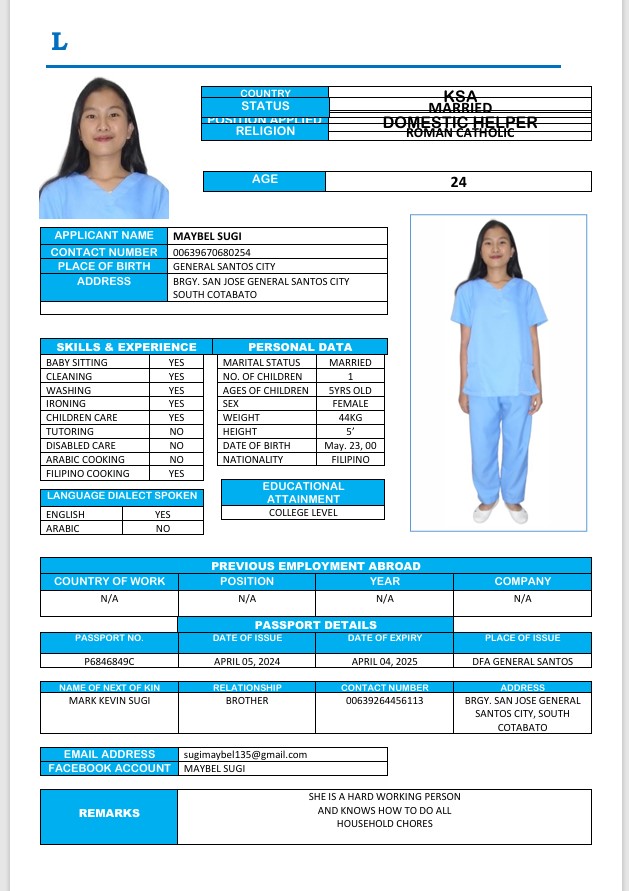 L
COUNTRY KSA
STATUS MARRIED
POSITION APPLIED DOMESTIC HELPER
RELIGION ROMAN CATHOLIC
AGE 24
APPLICANT NAME MAYBEL SUGI
CONTACT NUMBER 00639670680254
PLACE OF BIRTH GENERAL SANTOS CITY
ADDRESS BRGY. SAN JOSE GENERAL SANTOS CITY
SOUTH COTABATO
SKILLS & EXPERIENCE PERSONAL DATA
BABY SITTING YES MARITAL STATUS MARRIED
CLEANING YES NO. OF CHILDREN 1
WASHING YES AGES OF CHILDREN 5YRS OLD
IRONING YES SEX FEMALE
CHILDREN CARE YES WEIGHT 44KG
TUTORING NO HEIGHT 5’
DISABLED CARE NO DATE OF BIRTH May. 23, 00
ARABIC COOKING NO NATIONALITY FILIPINO
FILIPINO COOKING YES
LANGUAGE DIALECT SPOKEN
ENGLISH YES
ARABIC NO
EDUCATIONAL
ATTAINMENT
COLLEGE LEVEL
PREVIOUS EMPLOYMENT ABROAD
COUNTRY OF WORK POSITION YEAR COMPANY
N/A N/A N/A N/A
PASSPORT DETAILS
PASSPORT NO. DATE OF ISSUE DATE OF EXPIRY PLACE OF ISSUE
P6846849C APRIL 05, 2024 APRIL 04, 2025 DFA GENERAL SANTOS
NAME OF NEXT OF KIN RELATIONSHIP CONTACT NUMBER ADDRESS
MARK KEVIN SUGI BROTHER 00639264456113 BRGY. SAN JOSE GENERAL
SANTOS CITY, SOUTH
COTABATO
EMAIL ADDRESS sugimaybel135@gmail.com
FACEBOOK ACCOUNT MAYBEL SUGI
REMARKS
SHE IS A HARD WORKING PERSON
AND KNOWS HOW TO DO ALL
HOUSEHOLD CHORES